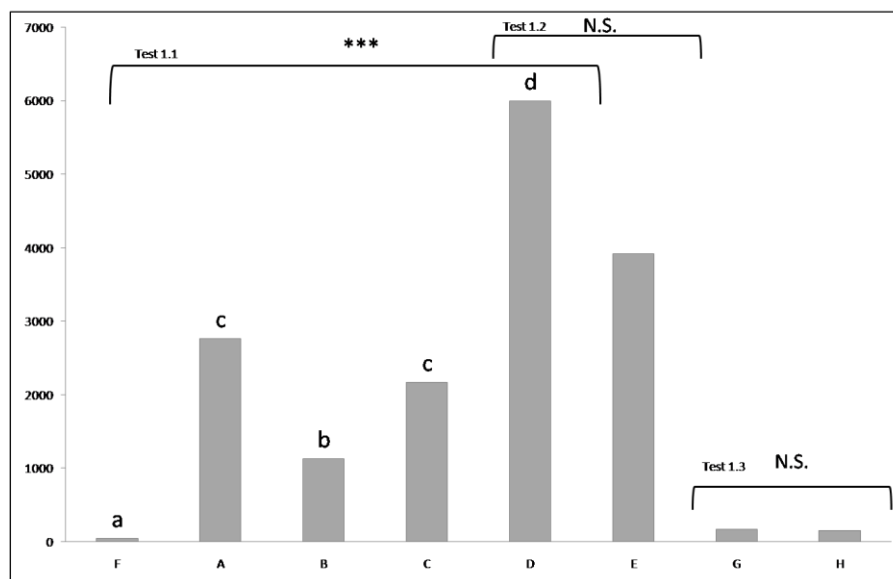 7000
6000
5000
4000
3000
2000
1000
0
Test 1.1
***
Test 1.2
N.S.
d
c
c
b
a
Test 1.3
N.S.
F A B C D E G H